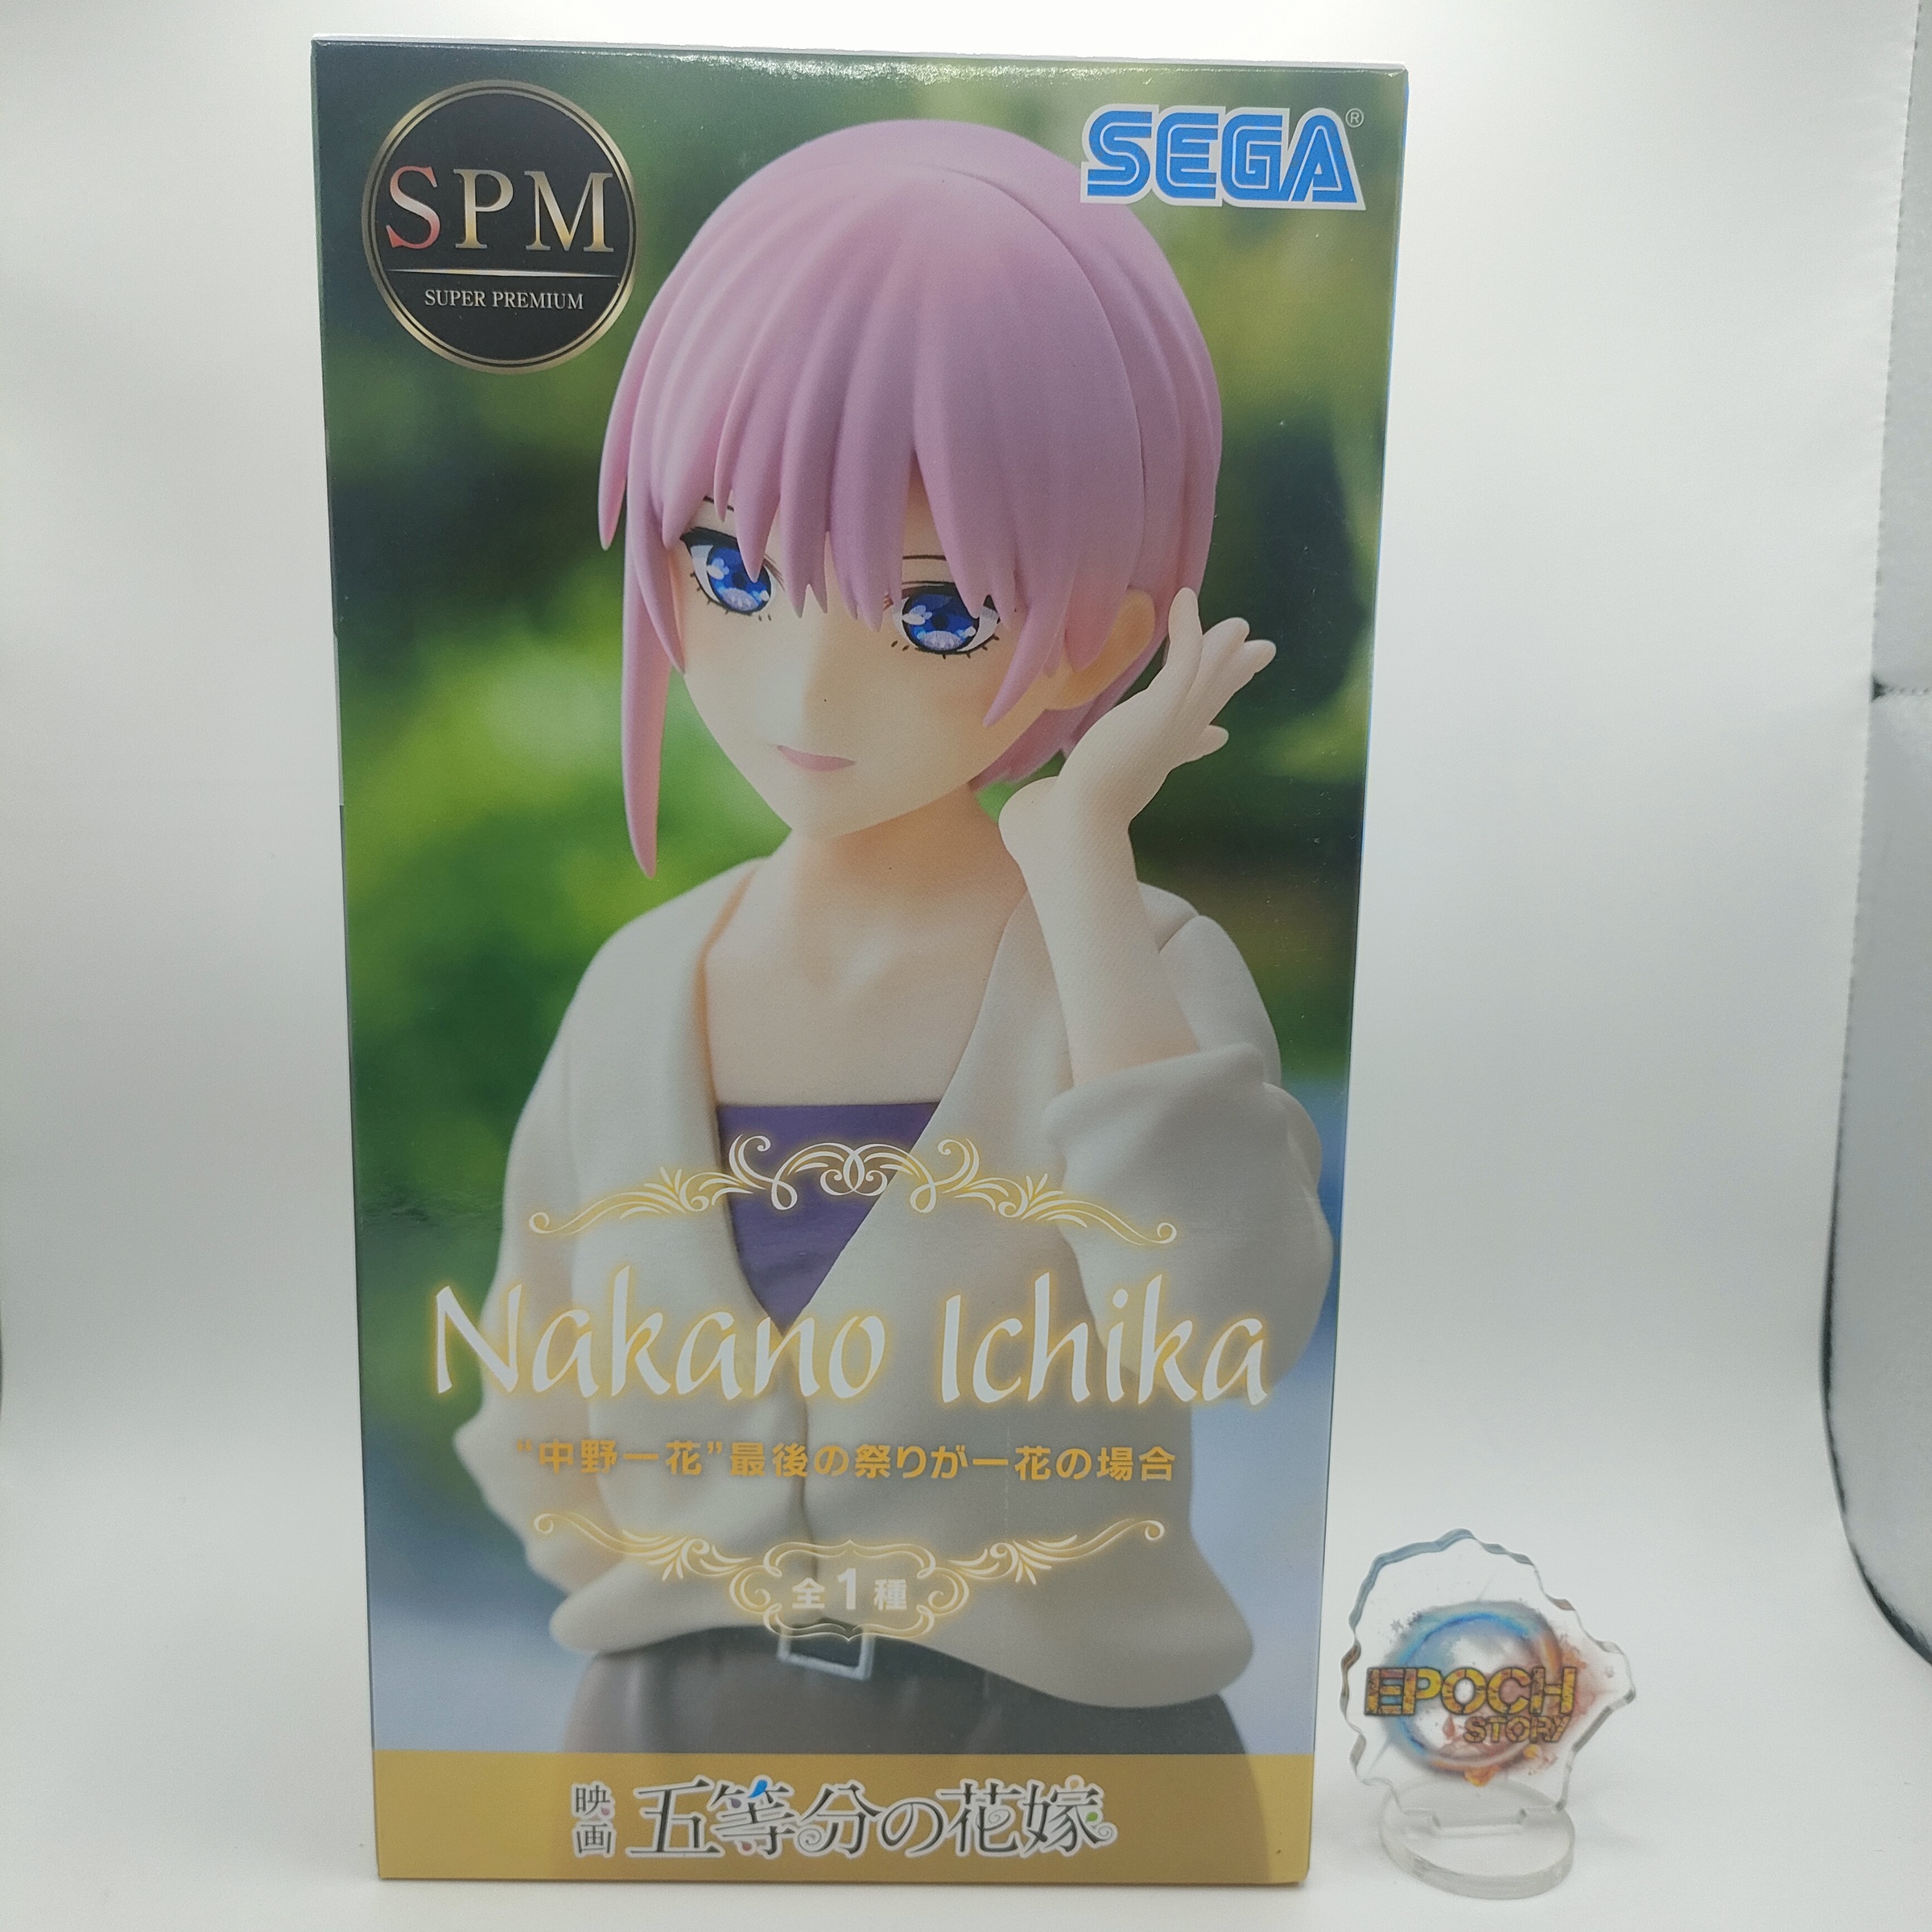 SPM
SUPER PREMIUM
SEGA®
Nakano Ichika
"中野一花"最後の祭りが一花の場合
全1種
映画 五等分の花嫁
EPOCH
STORY